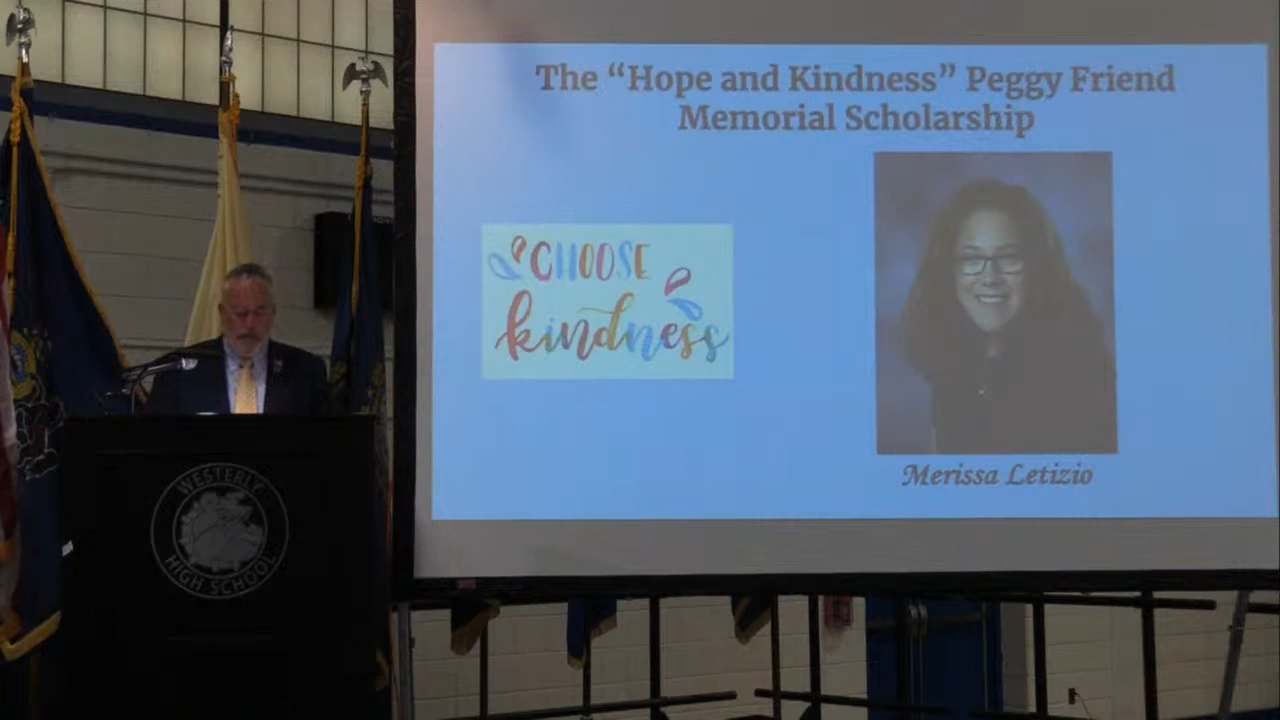 The “Hope and Kindness” Peggy Friend
Memorial Scholarship
CHOOSE
kindness
Merissa Letizio
WESTERLY
HIGH SCHOOL